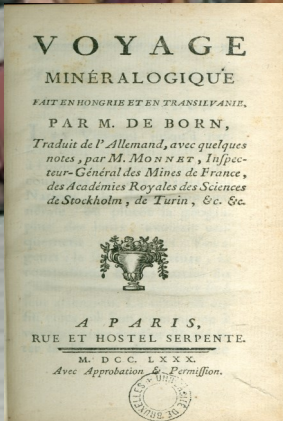 VOYAGE
MINÉRALOGIQUE
FAIT EN HONGRIE ET EN TRANSILVANIE.
PAR M. DE BORN,
Traduit de l'Allemand, avec quelques
notes, par M. MONNET, Inspec-
teur-Général des Mines de France,
des Académies Royales des Sciences
de Stockholm, de Turin, &c. &c.
A PARIS,
RUE ET HOSTEL SERPENTE.
M. DCC. LXXX.
Avec Approbation & Permission.
DE BRUXELLES